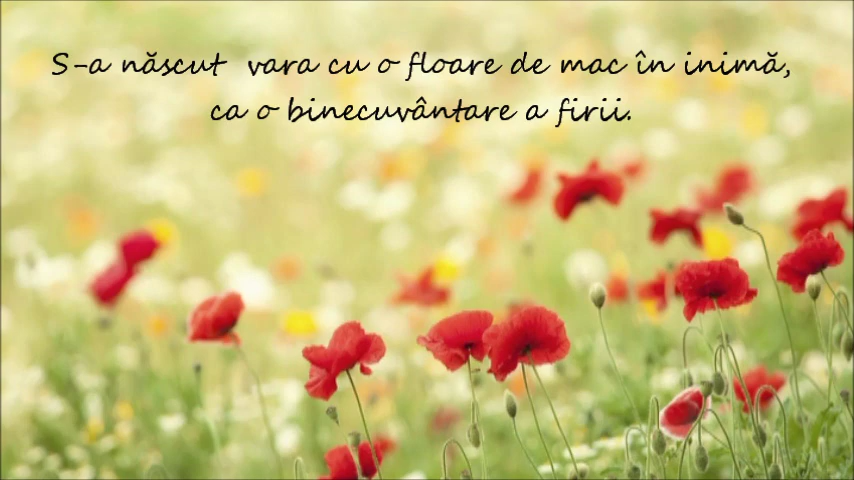 S-a născut vara cu o floare de mac în inimă,
ca o binecuvântare a firii.